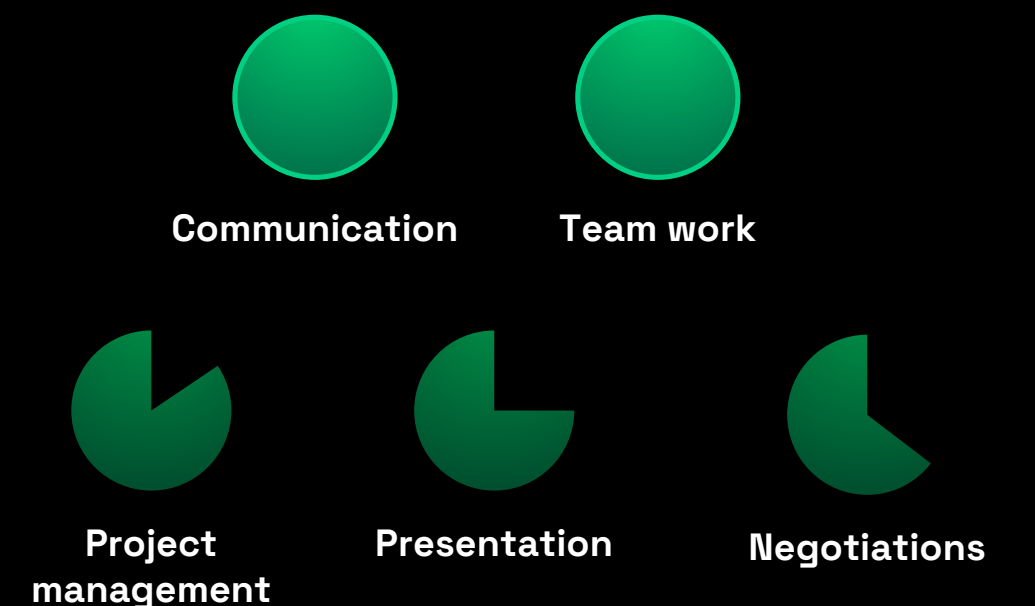 Communication
Team work
Project
management
Presentation
Negotiations